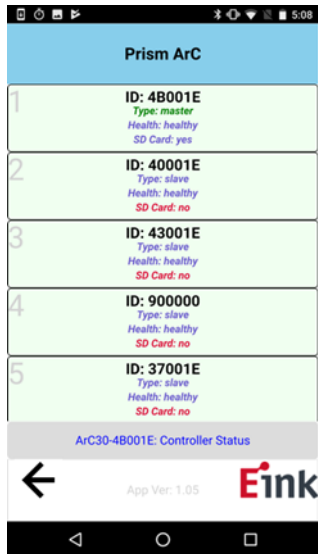 5:08
Prism ArC
1
ID: 4B001E
Type: master
Health: healthy
SD Card: yes
2
ID: 40001E
Type: slave
Health: healthy
SD Card: no
3
ID: 43001E
Type: slave
Health: healthy
SD Card: no
4
ID: 900000
Type: slave
Health: healthy
SD Card: no
5
ID: 37001E
Type: slave
Health: healthy
SD Card: no
ArC30-4B001E: Controller Status
App Ver: 1.05
Eink